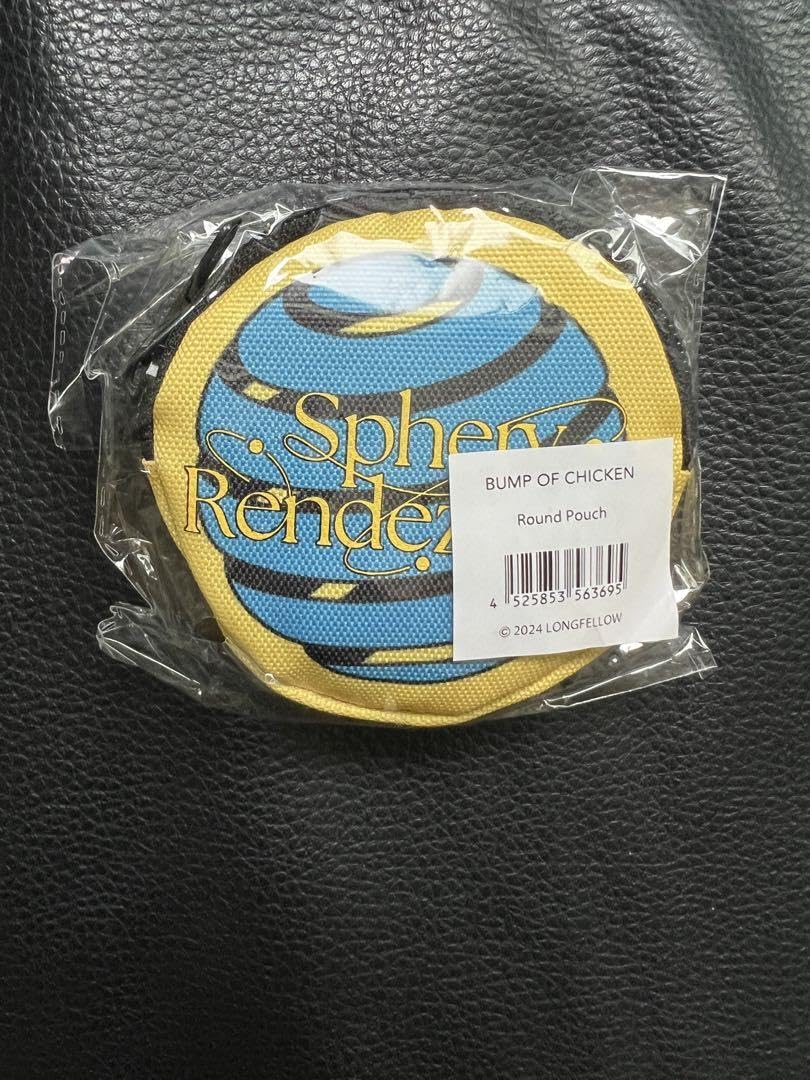 Sphery
Rendez
BUMP OF CHICKEN
Round Pouch
4 525853 563695
© 2024 LONGFELLOW